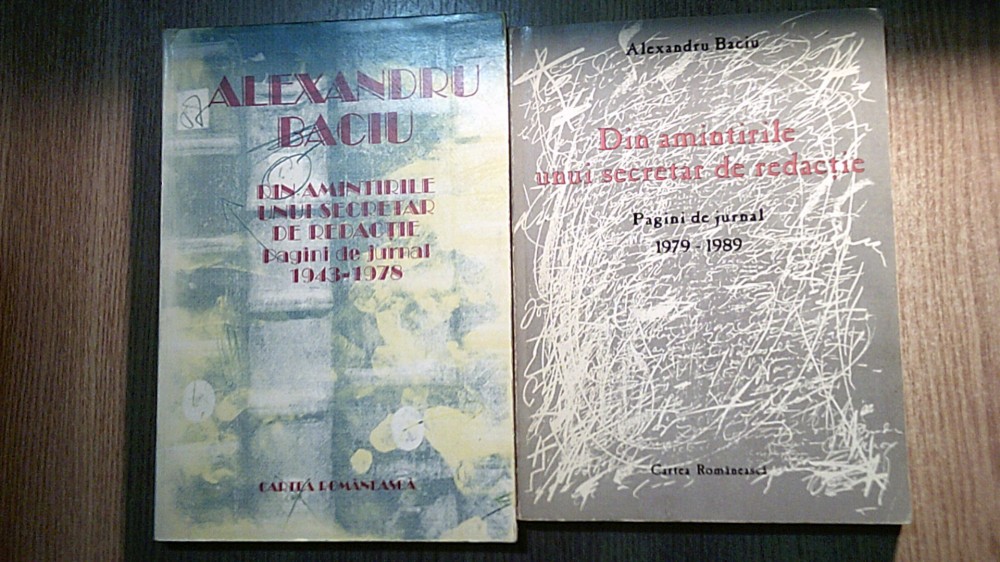 ALEXANDRU
BACIU
DIN AMINTIRILE
UNUI SECRETAR
DE REDACȚIE
Pagini de jurnal
1943-1978
CARTEA ROMÂNEASCĂ
Alexandru Baciu
Din amintirile
unui secretar de redacție
Pagini de jurnal
1979 - 1989
Cartea Românească